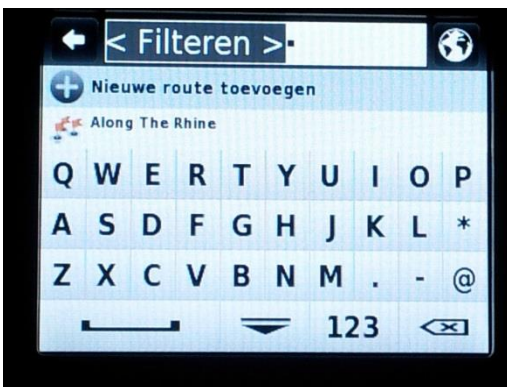 < Filteren >
Nieuwe route toevoegen
Along The Rhine
Q W E R T Y U I O P
A S D F G H J K L *
Z X C V B N M . - @
123